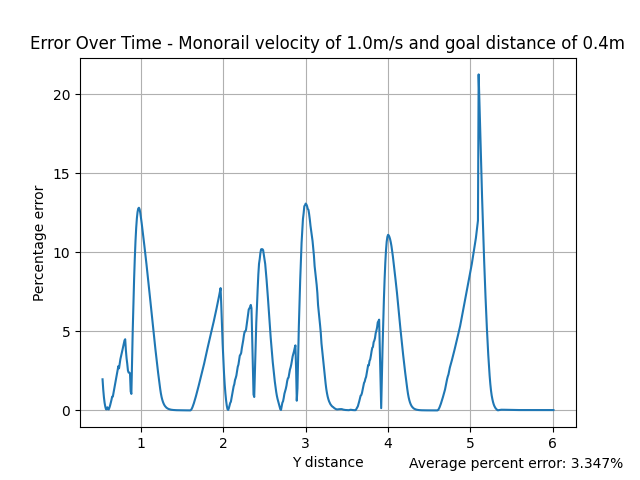 Error Over Time - Monorail velocity of 1.0m/s and goal distance of 0.4m
20
15
10
5
0
Percentage error
1 2 3 4 5 6
Y distance
Average percent error: 3.347%